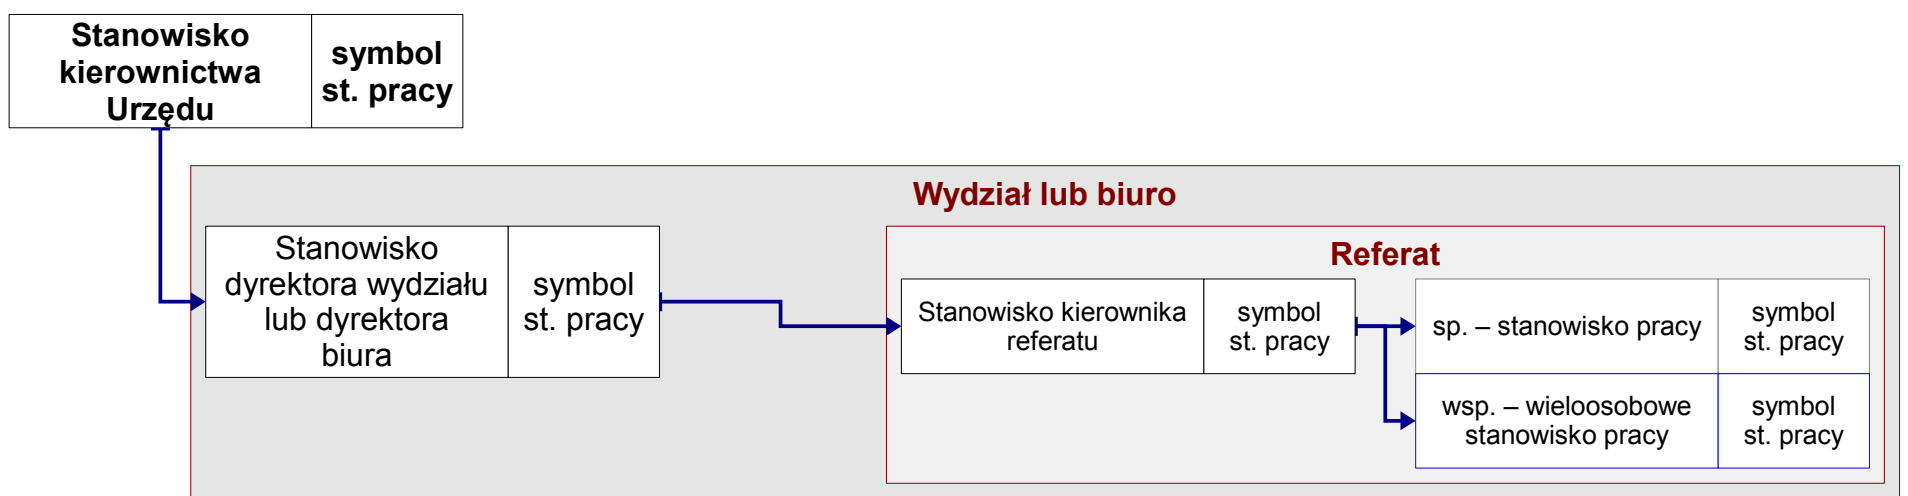 Stanowisko
kierownictwa
Urzędu
symbol
st. pracy
Wydział lub biuro
Stanowisko
dyrektora wydziału
lub dyrektora
biura
symbol
st. pracy
Referat
Stanowisko kierownika
referatu
symbol
st. pracy
sp. – stanowisko pracy
symbol
st. pracy
wsp. – wieloosobowe
stanowisko pracy
symbol
st. pracy